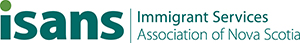 isans
Immigrant Services
Association of Nova Scotia